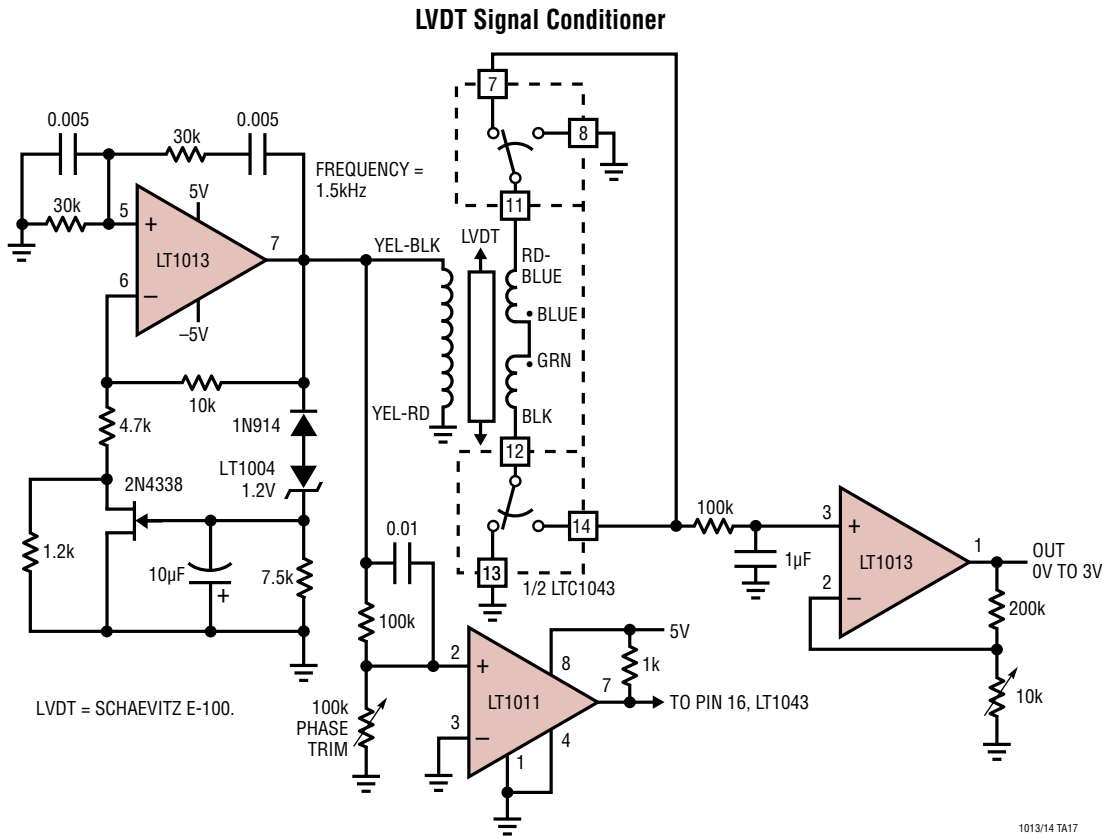 LVDT Signal Conditioner
7
0.005
0.005
30k
8
FREQUENCY =
1.5kHz
30k
5
5V
+
11
7
YEL-BLK
LVDT
RD-
BLUE
LT1013
6
–
BLUE
–5V
GRN
10k
YEL-RD
BLK
4.7k
1N914
12
LT1004
1.2V
2N4338
100k
3
+
14
0.01
1
OUT
0V TO 3V
1.2k
10µF
+
7.5k
13
1/2 LTC1043
1µF
LT1013
2
–
200k
100k
5V
8
2
+
1k
7
10k
LVDT = SCHAEVITZ E-100.
100k
PHASE
TRIM
LT1011
TO PIN 16, LT1043
3
–
4
1
1013/14 TA17